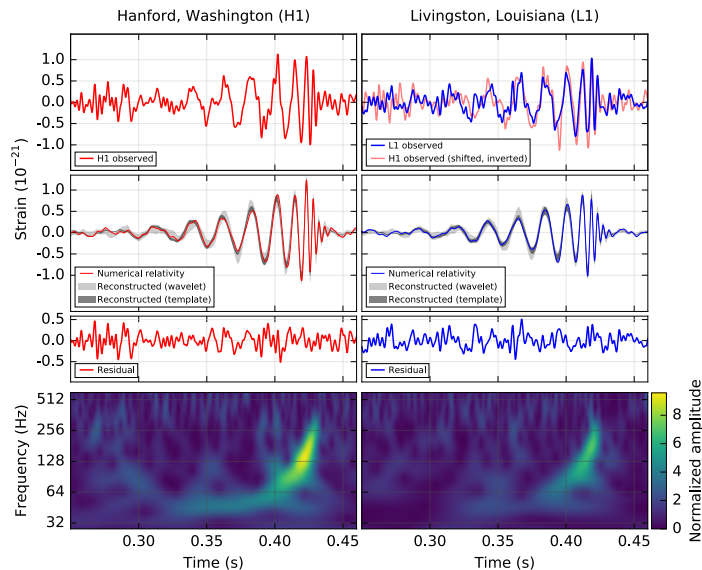 Hanford, Washington (H1)
Livingston, Louisiana (L1)
Strain (10⁻²¹)
1.0
0.5
0.0
-0.5
-1.0
H1 observed
L1 observed
H1 observed (shifted, inverted)
1.0
0.5
0.0
-0.5
-1.0
Numerical relativity
Reconstructed (wavelet)
Reconstructed (template)
Numerical relativity
Reconstructed (wavelet)
Reconstructed (template)
0.5
0.0
-0.5
Residual
Residual
Frequency (Hz)
512
256
128
64
32
0.30
0.35
0.40
0.45
Time (s)
0.30
0.35
0.40
0.45
Time (s)
8
6
4
2
0
Normalized amplitude